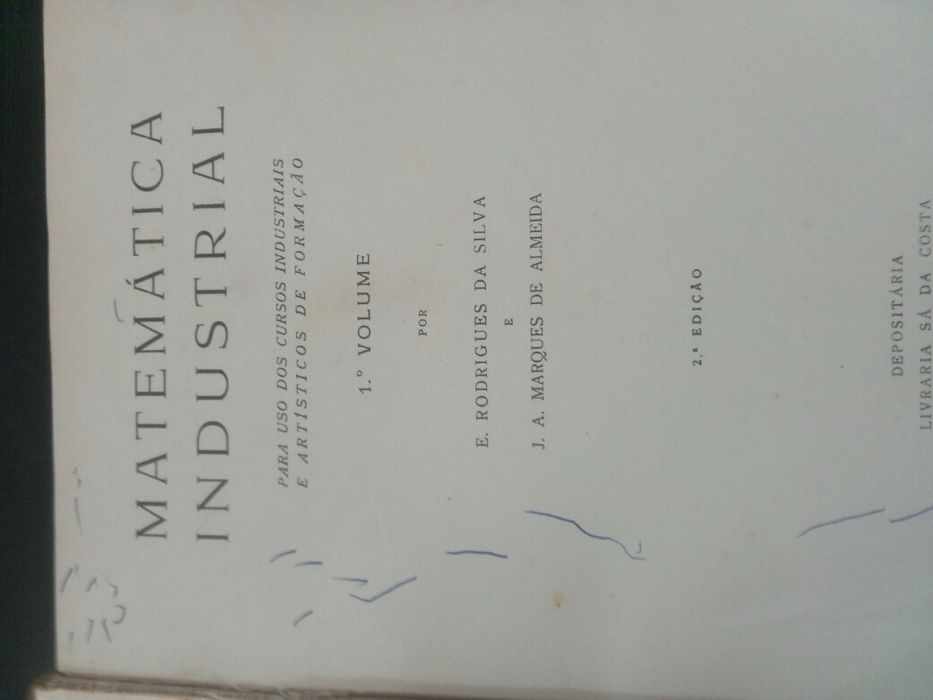 MATEMÁTICA
INDUSTRIAL
PARA USO DOS CURSOS INDUSTRIAIS
E ARTÍSTICOS DE FORMAÇÃO
1.º VOLUME
POR
E. RODRIGUES DA SILVA
E
J. A. MARQUES DE ALMEIDA
2.ª EDIÇÃO
DEPOSITÁRIA
LIVRARIA SÁ DA COSTA